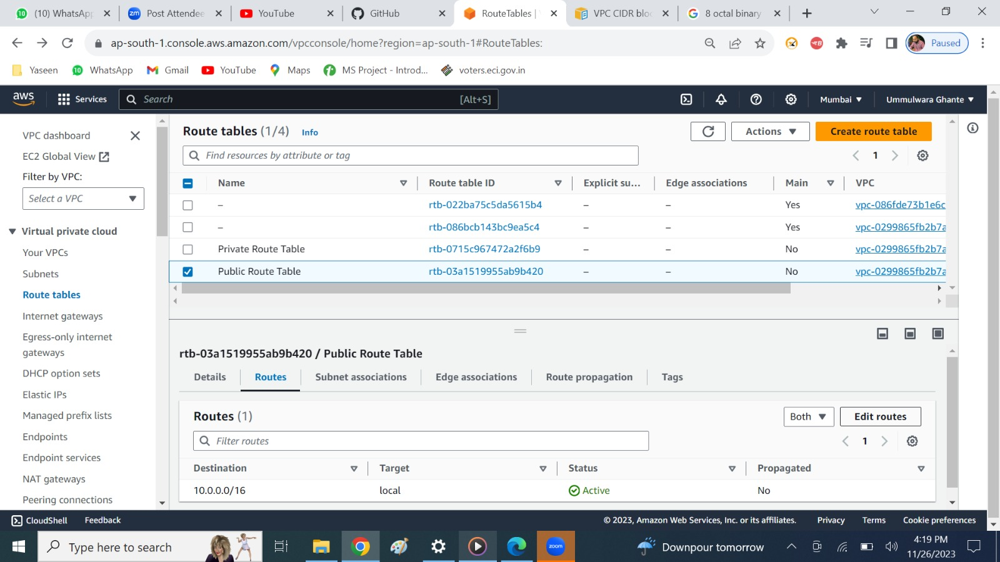 (10) WhatsApp
zm Post Attendee
YouTube
GitHub
RouteTables |
VPC CIDR bloc
8 octal binary
ap-south-1.console.aws.amazon.com/vpcconsole/home?region=ap-south-1#RouteTables:
Paused
Yaseen
WhatsApp
Gmail
YouTube
Maps
MS Project - Introd...
voters.eci.gov.in
aws
Services
Search
[Alt+S]
Mumbai
Ummulwara Ghante
VPC dashboard
EC2 Global View
Filter by VPC:
Select a VPC
Virtual private cloud
Your VPCs
Subnets
Route tables
Internet gateways
Egress-only internet
gateways
DHCP option sets
Elastic IPs
Managed prefix lists
Endpoints
Endpoint services
NAT gateways
Peering connections
Route tables (1/4) Info
Actions
Create route table
Find resources by attribute or tag
1
Name Route table ID Explicit su... Edge associations Main VPC
– rtb-022ba75c5da5615b4 – – Yes vpc-086fde73b1e6c
– rtb-086bcb143bc9ea5c4 – – Yes vpc-0299865fb2b7a
Private Route Table rtb-0715c967472a2f6b9 – – No vpc-0299865fb2b7a
Public Route Table rtb-03a1519955ab9b420 – – No vpc-0299865fb2b7a
rtb-03a1519955ab9b420 / Public Route Table
Details Routes Subnet associations Edge associations Route propagation Tags
Routes (1)
Both
Edit routes
Filter routes
1
Destination Target Status Propagated
10.0.0.0/16 local Active No
CloudShell Feedback
© 2023, Amazon Web Services, Inc. or its affiliates. Privacy Terms Cookie preferences
Type here to search
zoom
Downpour tomorrow
4:19 PM
11/26/2023